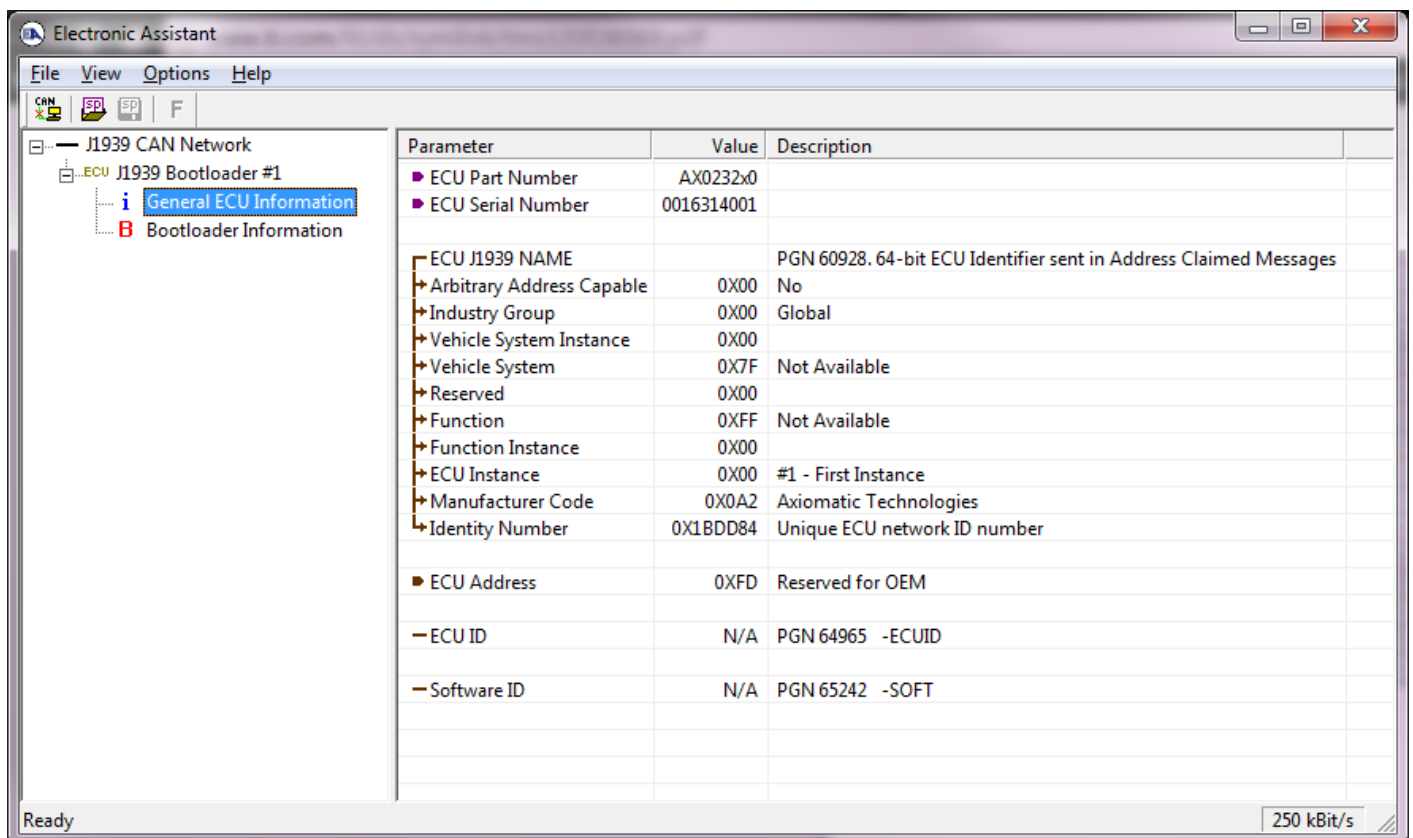 EA Electronic Assistant
File View Options Help
CAN SP SP F
J1939 CAN Network
ECU J1939 Bootloader #1
i General ECU Information
B Bootloader Information
Parameter Value Description
ECU Part Number AX0232x0
ECU Serial Number 0016314001
ECU J1939 NAME PGN 60928. 64-bit ECU Identifier sent in Address Claimed Messages
Arbitrary Address Capable 0X00 No
Industry Group 0X00 Global
Vehicle System Instance 0X00
Vehicle System 0X7F Not Available
Reserved 0X00
Function 0XFF Not Available
Function Instance 0X00
ECU Instance 0X00 #1 - First Instance
Manufacturer Code 0X0A2 Axiomatic Technologies
Identity Number 0X1BDD84 Unique ECU network ID number
ECU Address 0XFD Reserved for OEM
ECU ID N/A PGN 64965 -ECUID
Software ID N/A PGN 65242 -SOFT
Ready 250 kBit/s